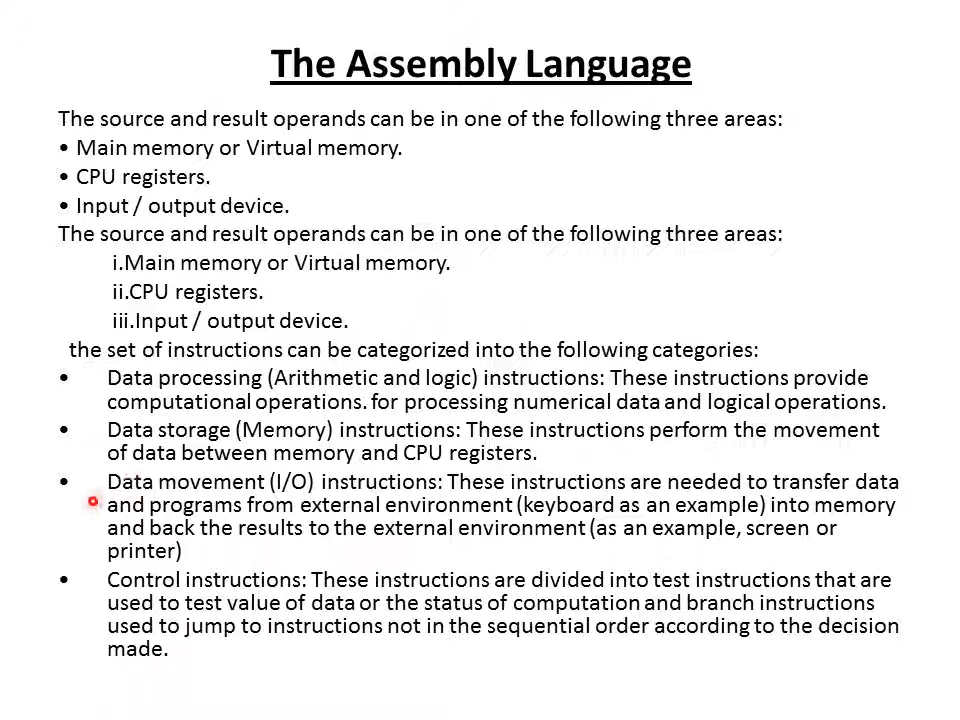 The Assembly Language
The source and result operands can be in one of the following three areas:
• Main memory or Virtual memory.
• CPU registers.
• Input / output device.
The source and result operands can be in one of the following three areas:
i.Main memory or Virtual memory.
ii.CPU registers.
iii.Input / output device.
the set of instructions can be categorized into the following categories:
• Data processing (Arithmetic and logic) instructions: These instructions provide
computational operations. for processing numerical data and logical operations.
• Data storage (Memory) instructions: These instructions perform the movement
of data between memory and CPU registers.
• Data movement (I/O) instructions: These instructions are needed to transfer data
and programs from external environment (keyboard as an example) into memory
and back the results to the external environment (as an example, screen or
printer)
• Control instructions: These instructions are divided into test instructions that are
used to test value of data or the status of computation and branch instructions
used to jump to instructions not in the sequential order according to the decision
made.